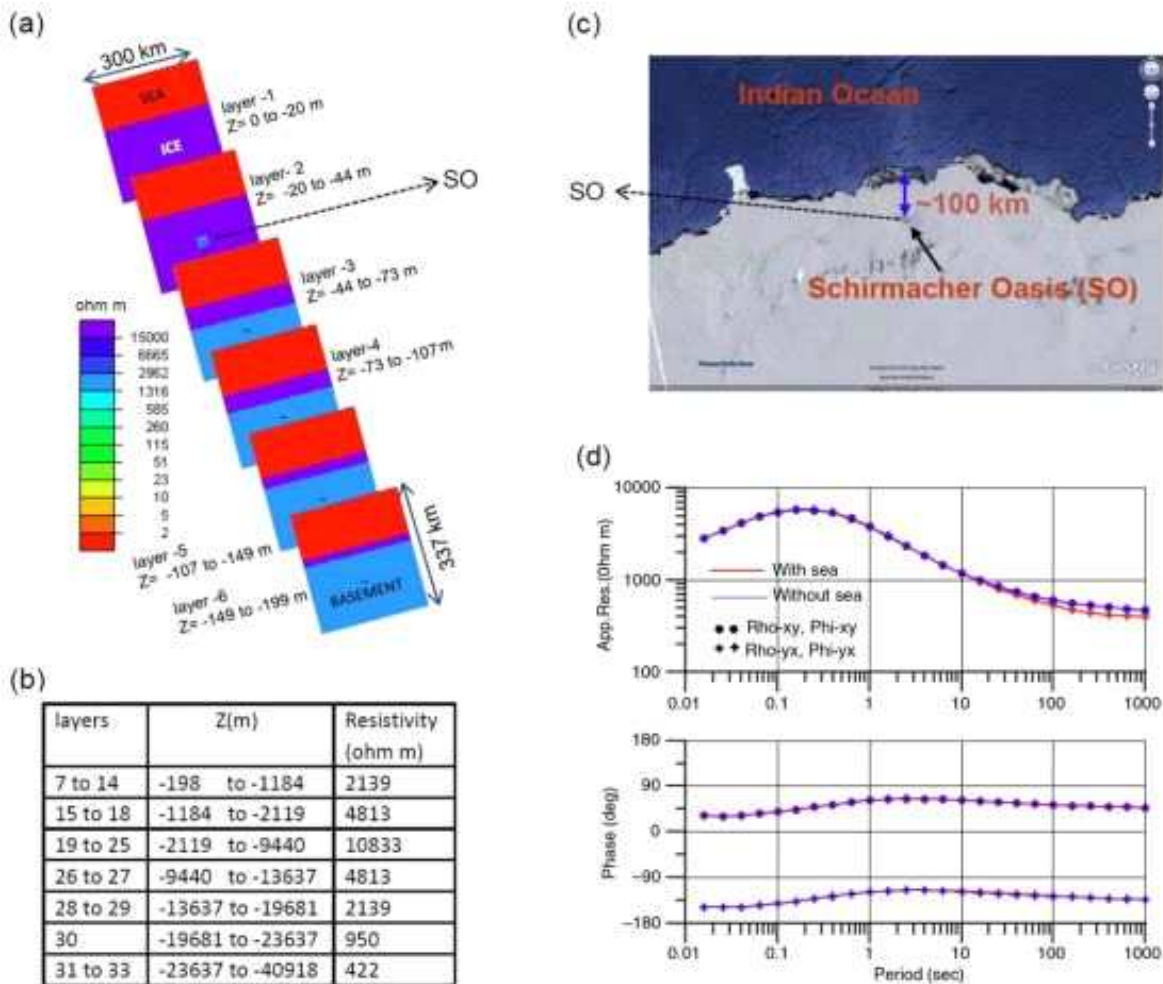 (a)
300 km
SEA
ICE
layer -1
Z= 0 to -20 m
layer- 2
Z= -20 to -44 m
SO
layer -3
Z= -44 to -73 m
layer-4
Z= -73 to -107 m
layer -5
Z= -107 to -149 m
layer -6
Z= -149 to -199 m
BASEMENT
337 km
ohm m
15000
6665
2962
1316
585
260
115
51
23
10
5
2
(b)
layers Z(m) Resistivity
(ohm m)
7 to 14 -198 to -1184 2139
15 to 18 -1184 to -2119 4813
19 to 25 -2119 to -9440 10833
26 to 27 -9440 to -13637 4813
28 to 29 -13637 to -19681 2139
30 -19681 to -23637 950
31 to 33 -23637 to -40918 422
(c)
Indian Ocean
SO
~100 km
Schirmacher Oasis (SO)
(d)
App.Res.(Ohm m)
10000
1000
100
With sea
Without sea
Rho-xy, Phi-xy
Rho-yx, Phi-yx
0.01 0.1 1 10 100 1000
Phase (deg)
180
90
0
-90
-180
0.01 0.1 1 10 100 1000
Period (sec)